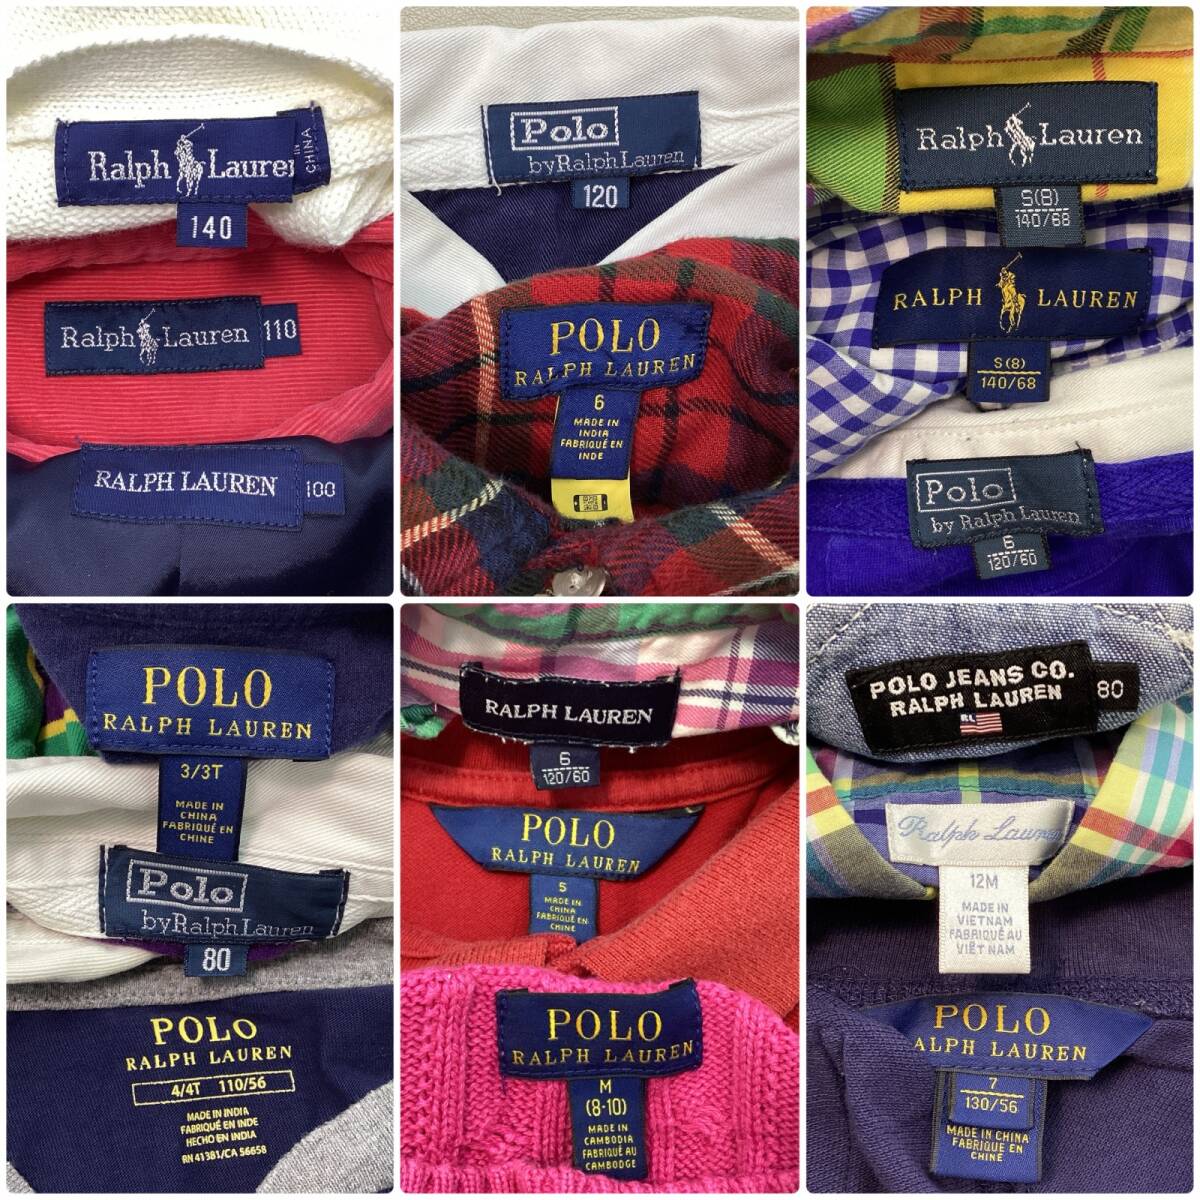 Ralph Lauren
IN CHINA
140
Ralph Lauren
110
RALPH LAUREN
100
Polo
by Ralph Lauren
120
POLO
RALPH LAUREN
6
MADE IN
INDIA
FABRIQUÉ EN
INDE
Ralph Lauren
S(8)
140/68
RALPH LAUREN
S(8)
140/68
Polo
by Ralph Lauren
6
120/60
POLO
RALPH LAUREN
3/3T
MADE IN
CHINA
FABRIQUÉ EN
CHINE
Polo
by Ralph Lauren
80
POLO
RALPH LAUREN
4/4T 110/56
MADE IN INDIA
FABRIQUÉ EN INDE
HECHO EN INDIA
RN 41381/CA 56658
RALPH LAUREN
6
120/60
POLO
RALPH LAUREN
5
MADE IN
CHINA
FABRIQUÉ EN
CHINE
POLO
RALPH LAUREN
M
(8-10)
MADE IN
CAMBODIA
FABRIQUÉ AU
CAMBODGE
POLO JEANS CO.
RALPH LAUREN
80
RL
Ralph Lauren
12M
MADE IN
VIETNAM
FABRIQUÉ AU
VIÊT NAM
POLO
ALPH LAUREN
7
130/56
MADE IN CHINA
FABRIQUÉ EN
CHINE